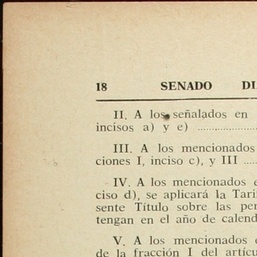 18 SENADO
II. A los señalados en
incisos a) y e) ....................
III. A los mencionados
ciones I, inciso c), y III .....
IV. A los mencionados e
ciso d), se aplicará la Tari
sente Título sobre las per
tengan en el año de calend
V. A los mencionados e
de la fracción I del artícu